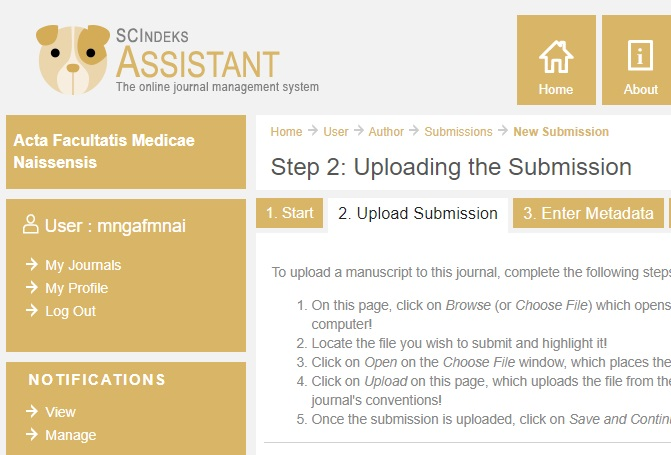 SCINDEKS
ASSISTANT
The online journal management system
Home
About
Acta Facultatis Medicae
Naissensis
User : mngafmnai
My Journals
My Profile
Log Out
NOTIFICATIONS
View
Manage
Home → User → Author → Submissions → New Submission
Step 2: Uploading the Submission
1. Start
2. Upload Submission
3. Enter Metadata
To upload a manuscript to this journal, complete the following steps
1. On this page, click on Browse (or Choose File) which opens
computer!
2. Locate the file you wish to submit and highlight it!
3. Click on Open on the Choose File window, which places the
4. Click on Upload on this page, which uploads the file from the
journal's conventions!
5. Once the submission is uploaded, click on Save and Contin